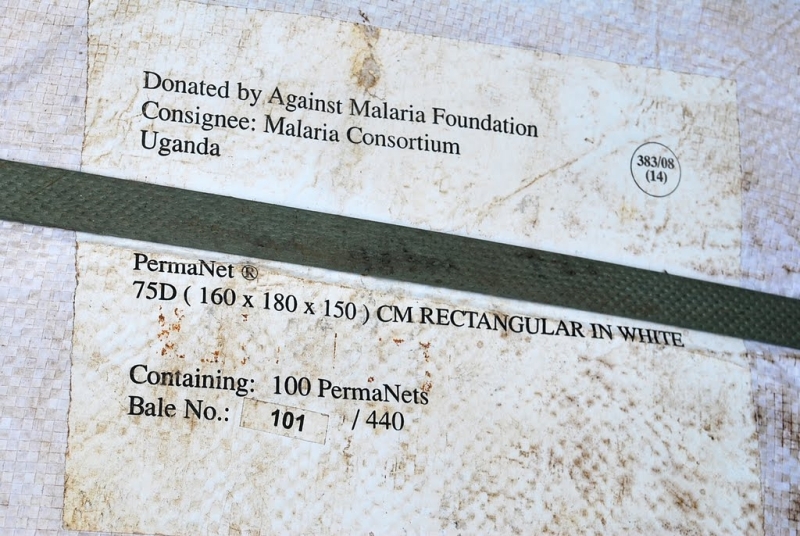 Donated by Against Malaria Foundation
Consignee: Malaria Consortium
Uganda
383/08
(14)
PermaNet ®
75D ( 160 x 180 x 150 ) CM RECTANGULAR IN WHITE
Containing: 100 PermaNets
Bale No.: 101 / 440